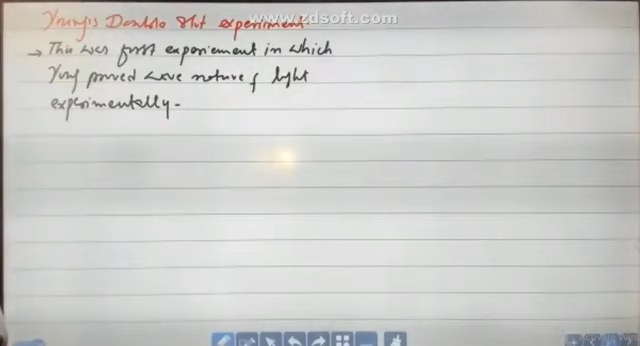 Young's Double Slit experiment.
www.zdsoft.com
→ This was first experiment in which
Young proved wave nature of light
experimentally -